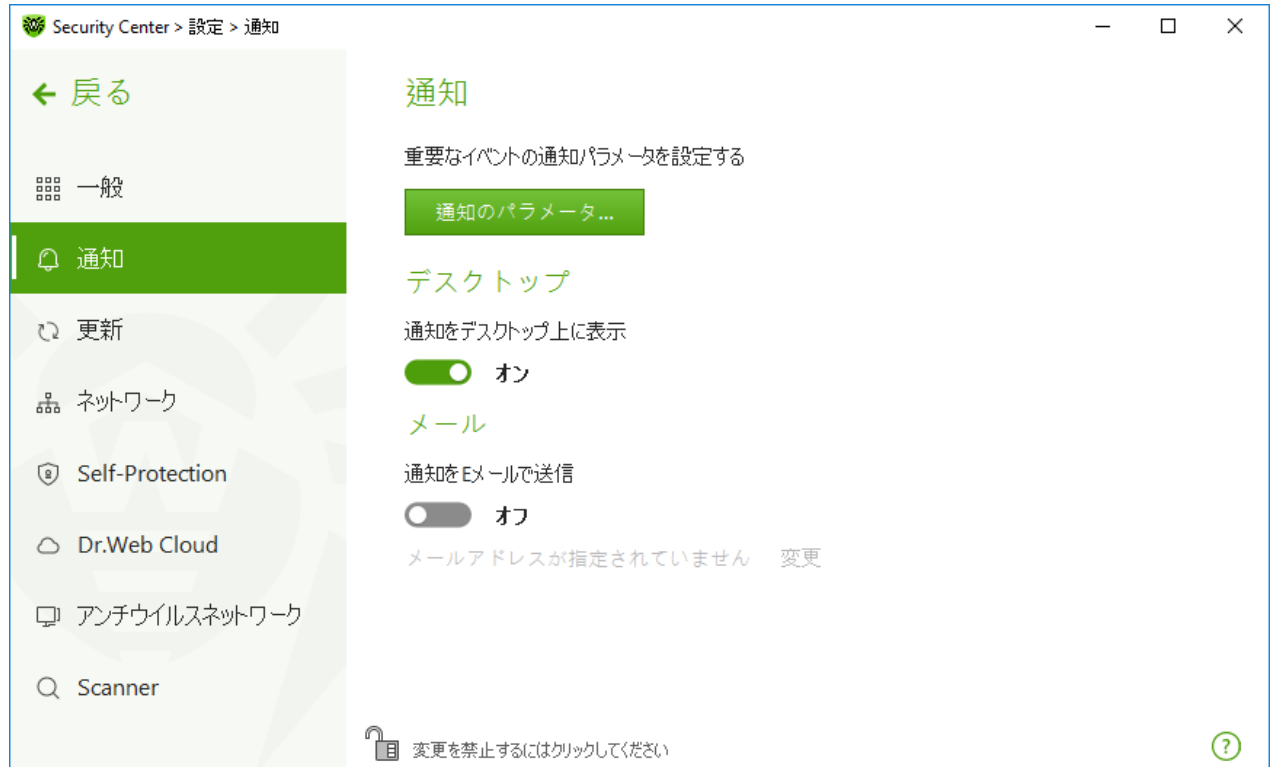 Security Center > 設定 > 通知
戻る
一般
通知
更新
ネットワーク
Self-Protection
Dr.Web Cloud
アンチウイルスネットワーク
Scanner
通知
重要なイベントの通知パラメータを設定する
通知のパラメータ...
デスクトップ
通知をデスクトップ上に表示
オン
メール
通知をEメールで送信
オフ
メールアドレスが指定されていません 変更
変更を禁止するにはクリックしてください
?